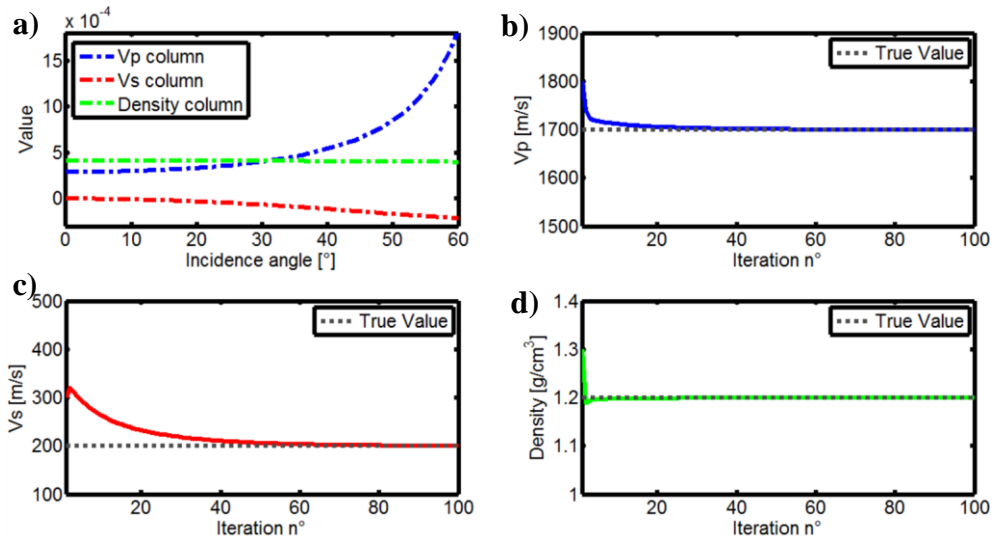 a)
x 10⁻⁴
Value
15
10
5
0
Vp column
Vs column
Density column
0 10 20 30 40 50 60
Incidence angle [°]
b)
Vp [m/s]
1900
1800
1700
1600
1500
True Value
20 40 60 80 100
Iteration n°
c)
Vs [m/s]
500
400
300
200
100
True Value
20 40 60 80 100
Iteration n°
d)
Density [g/cm³]
1.4
1.3
1.2
1.1
1
True Value
20 40 60 80 100
Iteration n°